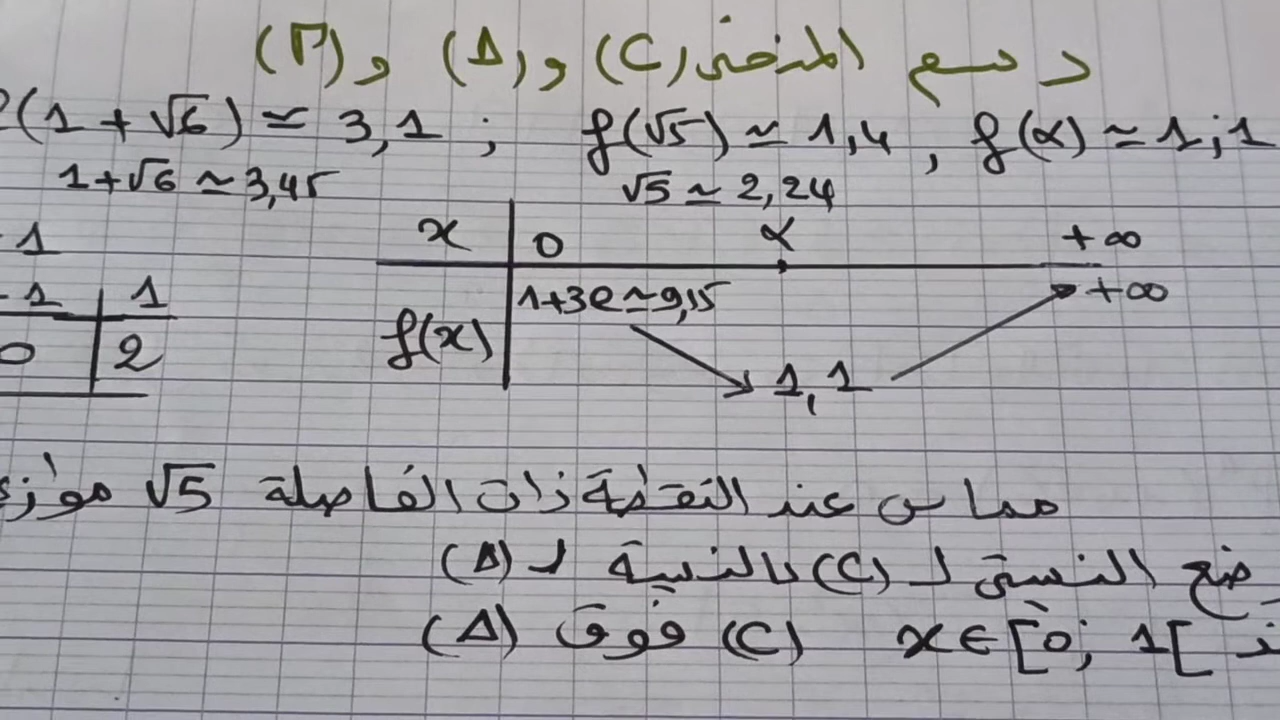 رسم المنحنى (C) و (Δ) و (Γ)
(1+√6) ≃ 3,1 ; f(√5) ≃ 1,4 , f(α) ≃ 1,1
1+√6 ≃ 3,45 √5 ≃ 2,24
x 0 α +∞
1
1 1
1+3e≃9,15 +∞
f(x)
0 2
1,1
مماس عند النقطة ذات الفاصلة √5
النسبي لـ (C) بالنسبة لـ (Δ)
x∈[0; 1[ (C) فوق (Δ)